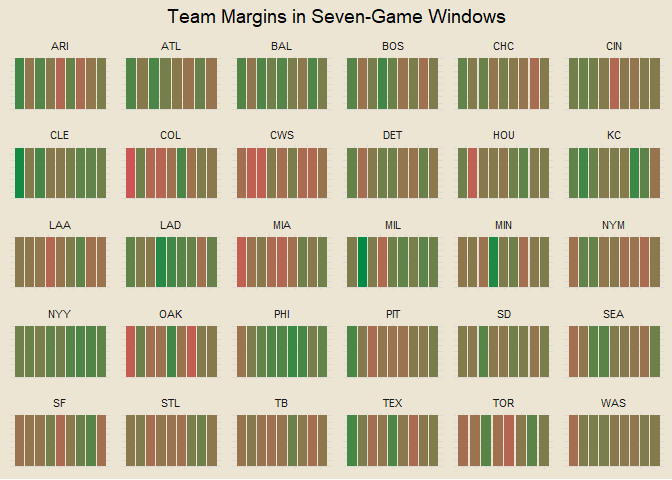 Team Margins in Seven-Game Windows
ARI ATL BAL BOS CHC CIN
CLE COL CWS DET HOU KC
LAA LAD MIA MIL MIN NYM
NYY OAK PHI PIT SD SEA
SF STL TB TEX TOR WAS